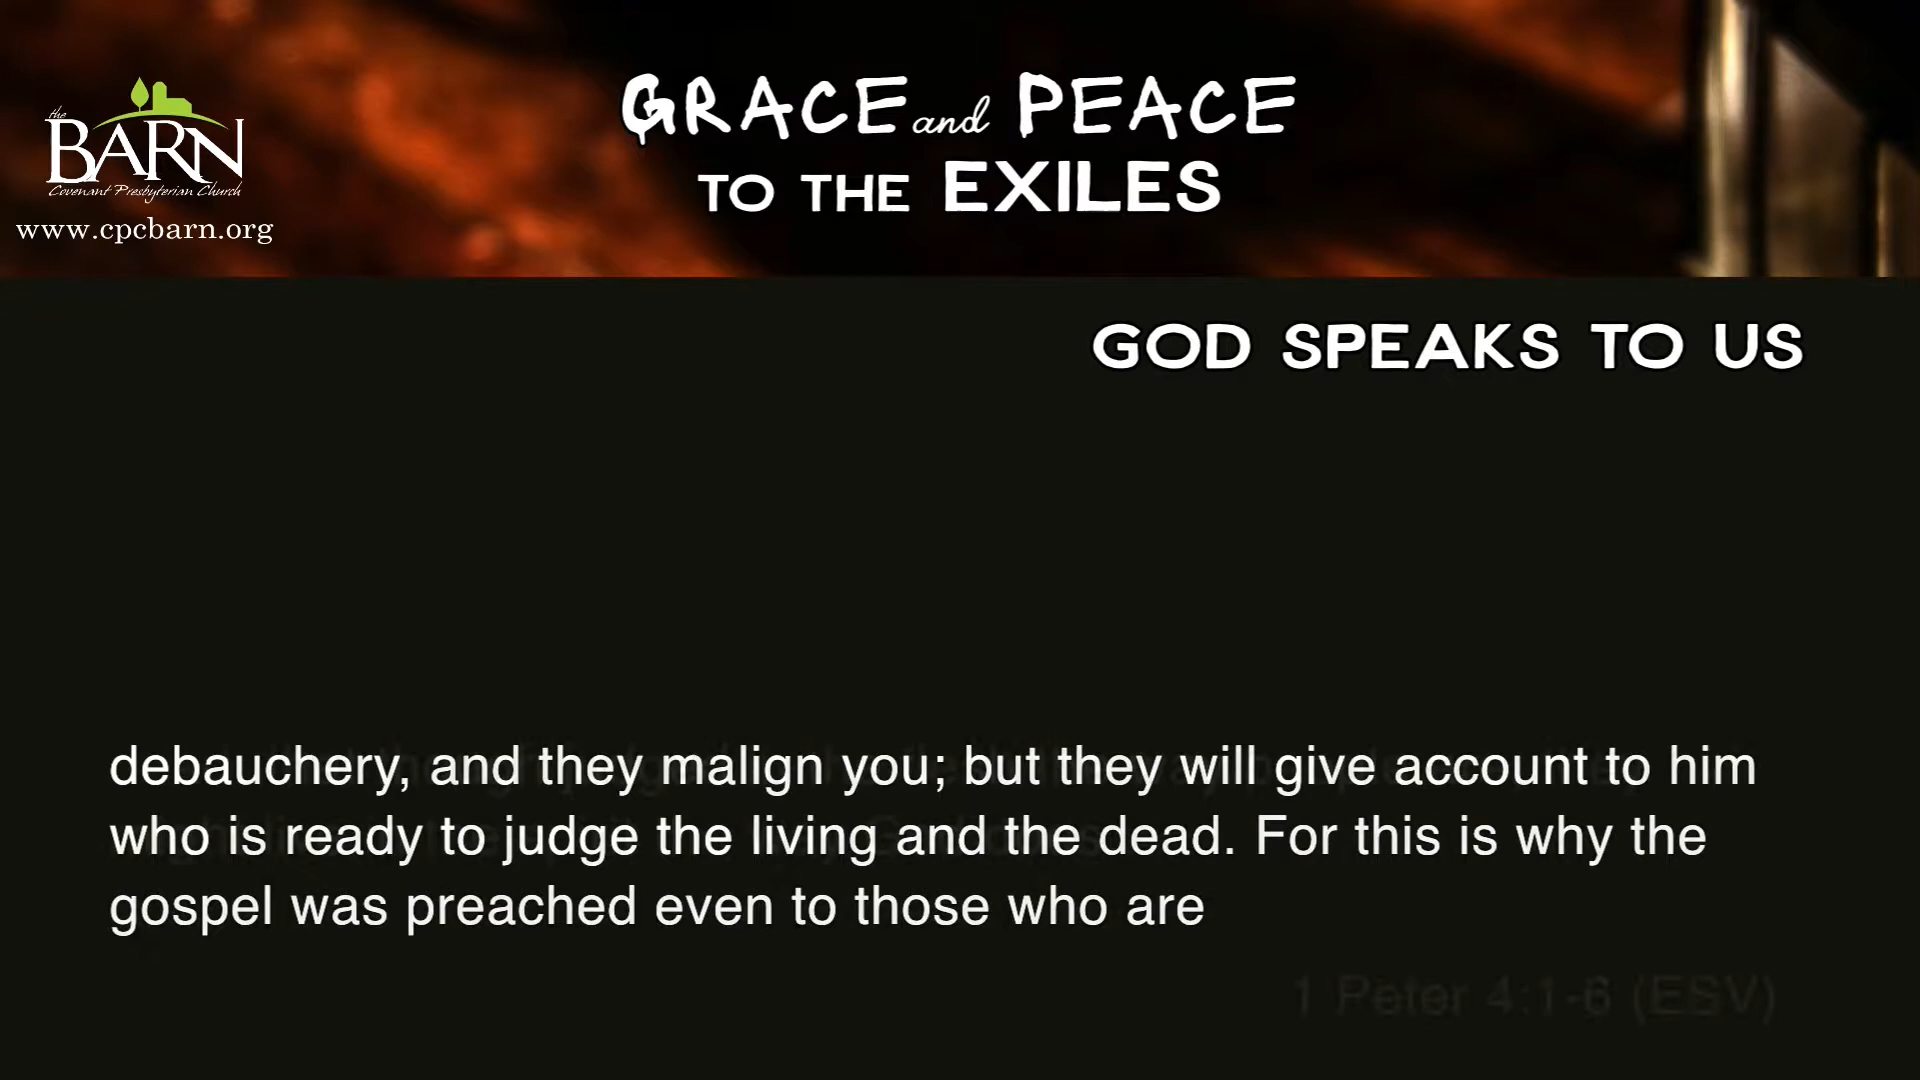 the
BARN
Covenant Presbyterian Church
www.cpcbarn.org
GRACE and PEACE
TO THE EXILES
GOD SPEAKS TO US
debauchery, and they malign you; but they will give account to him
who is ready to judge the living and the dead. For this is why the
gospel was preached even to those who are
1 Peter 4:1-6 (ESV)